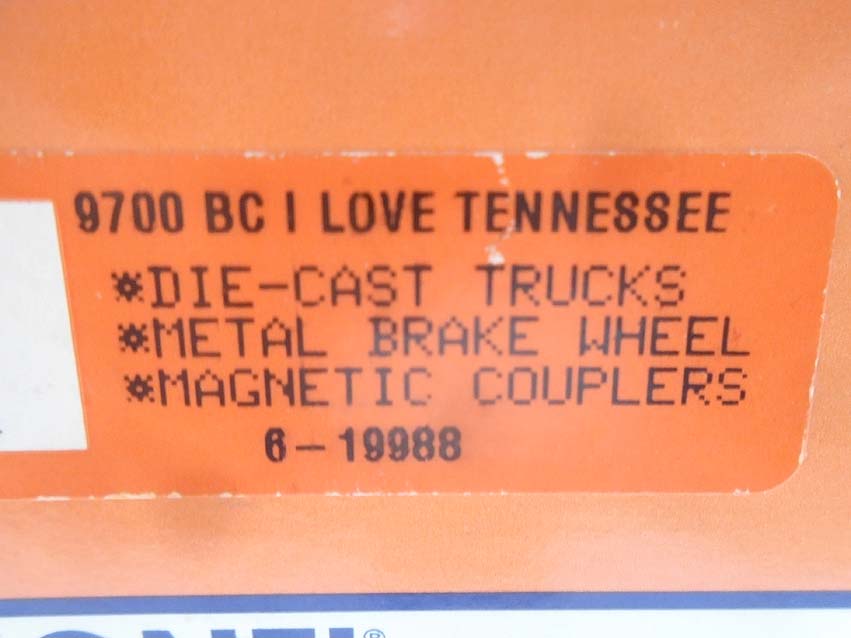 9700 BC I LOVE TENNESSEE
*DIE-CAST TRUCKS
*METAL BRAKE WHEEL
*MAGNETIC COUPLERS
6-19988